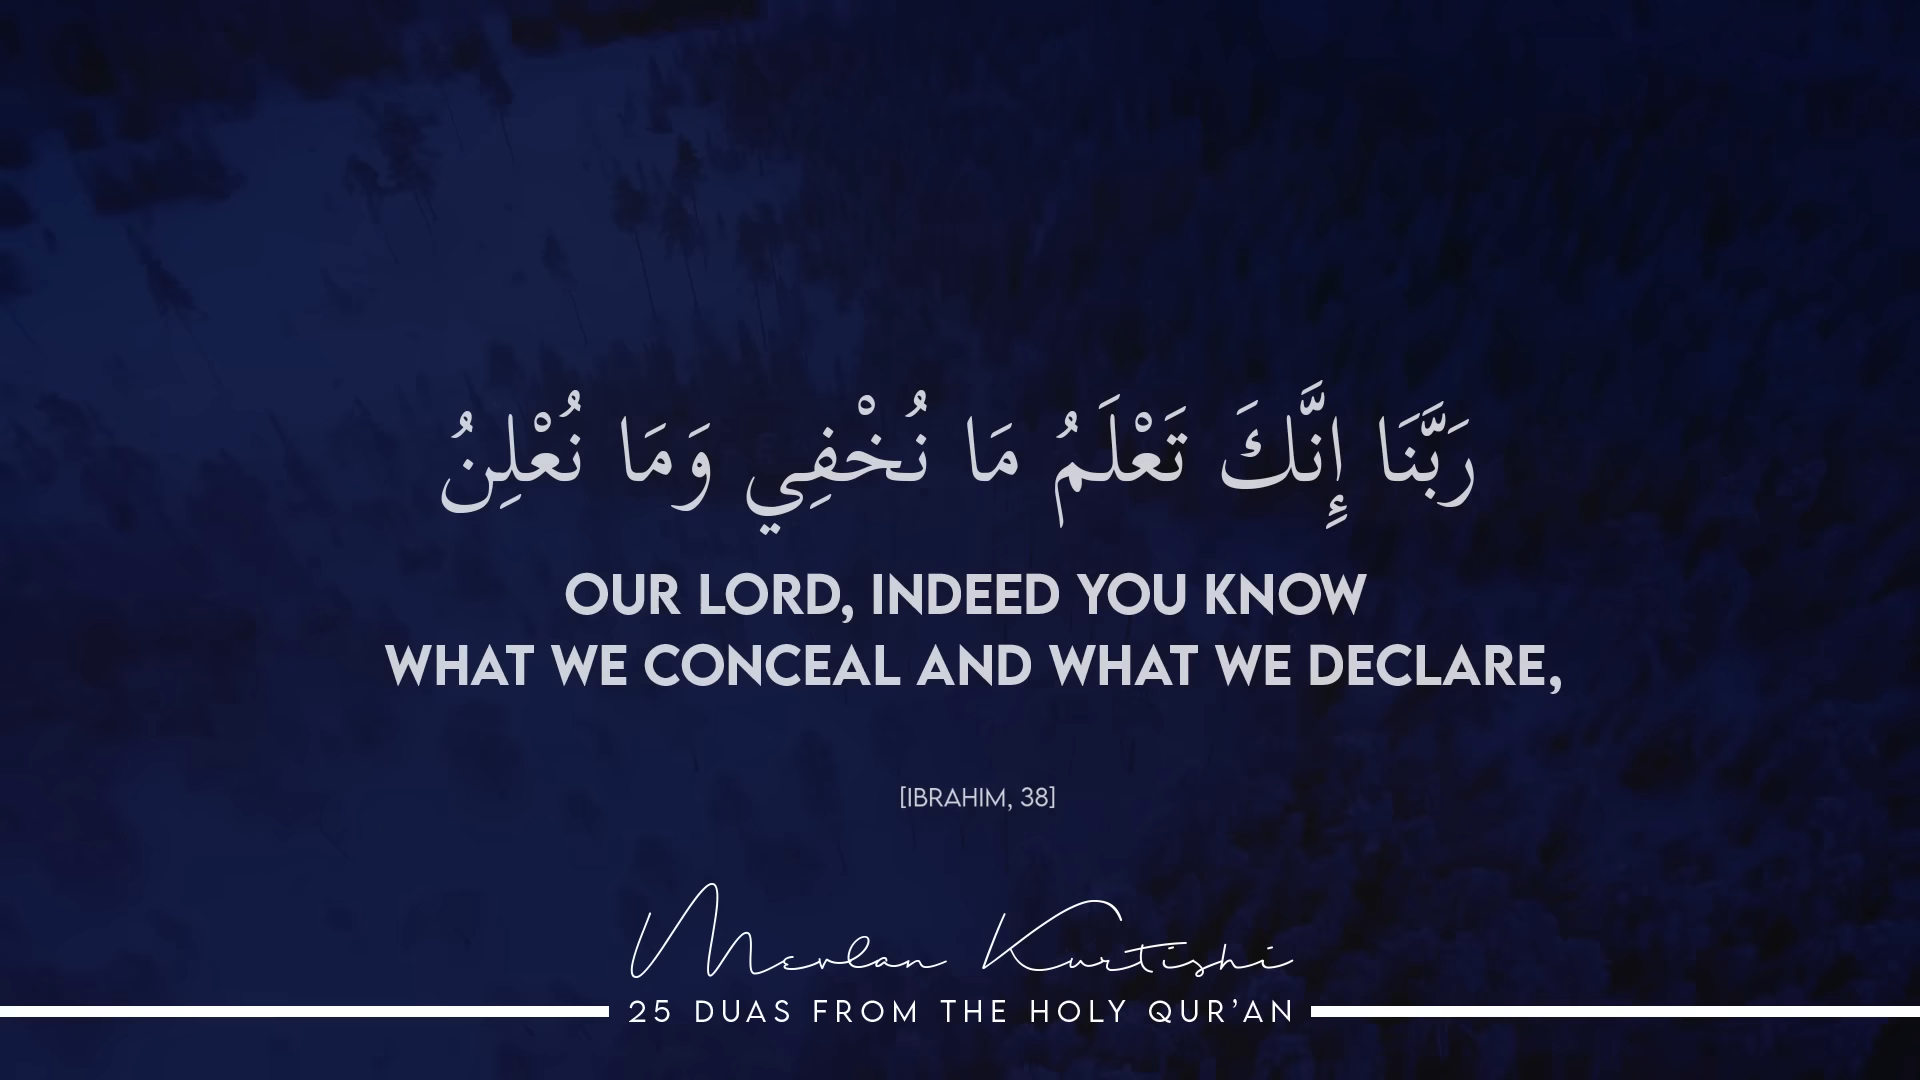 رَبَّنَا إِنَّكَ تَعْلَمُ مَا نُخْفِي وَمَا نُعْلِنُ
OUR LORD, INDEED YOU KNOW
WHAT WE CONCEAL AND WHAT WE DECLARE,
[IBRAHIM, 38]
Mevlan Kurtishi
25 DUAS FROM THE HOLY QUR’AN